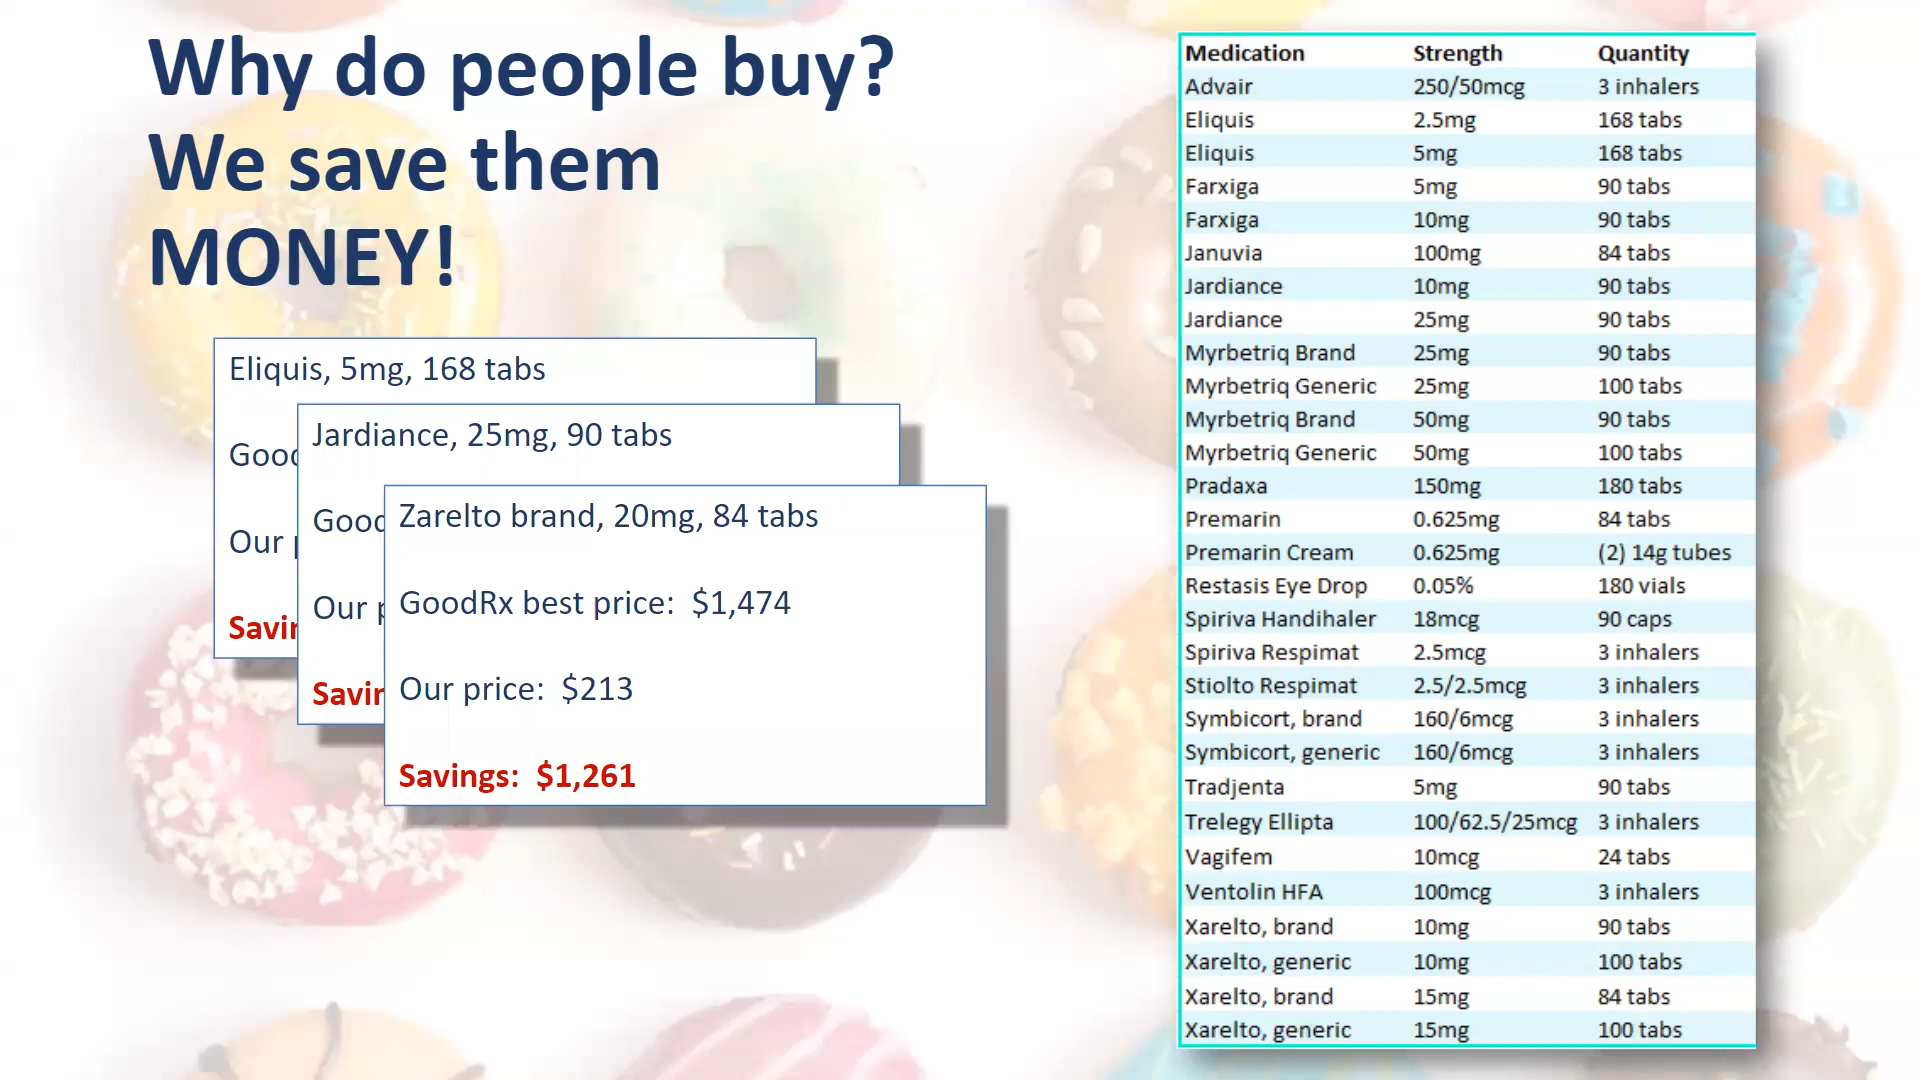 Why do people buy?
We save them
MONEY!
Eliquis, 5mg, 168 tabs
Our
Jardiance, 25mg, 90 tabs
Our
Zarelto brand, 20mg, 84 tabs
GoodRx best price: $1,474
Our price: $213
Savings: $1,261
Medication Strength Quantity
Advair 250/50mcg 3 inhalers
Eliquis 2.5mg 168 tabs
Eliquis 5mg 168 tabs
Farxiga 5mg 90 tabs
Farxiga 10mg 90 tabs
Januvia 100mg 84 tabs
Jardiance 10mg 90 tabs
Jardiance 25mg 90 tabs
Myrbetriq Brand 25mg 90 tabs
Myrbetriq Generic 25mg 100 tabs
Myrbetriq Brand 50mg 90 tabs
Myrbetriq Generic 50mg 100 tabs
Pradaxa 150mg 180 tabs
Premarin 0.625mg 84 tabs
Premarin Cream 0.625mg (2) 14g tubes
Restasis Eye Drop 0.05% 180 vials
Spiriva Handihaler 18mcg 90 caps
Spiriva Respimat 2.5mcg 3 inhalers
Stiolto Respimat 2.5/2.5mcg 3 inhalers
Symbicort, brand 160/6mcg 3 inhalers
Symbicort, generic 160/6mcg 3 inhalers
Tradjenta 5mg 90 tabs
Trelegy Ellipta 100/62.5/25mcg 3 inhalers
Vagifem 10mcg 24 tabs
Ventolin HFA 100mcg 3 inhalers
Xarelto, brand 10mg 90 tabs
Xarelto, generic 10mg 100 tabs
Xarelto, brand 15mg 84 tabs
Xarelto, generic 15mg 100 tabs